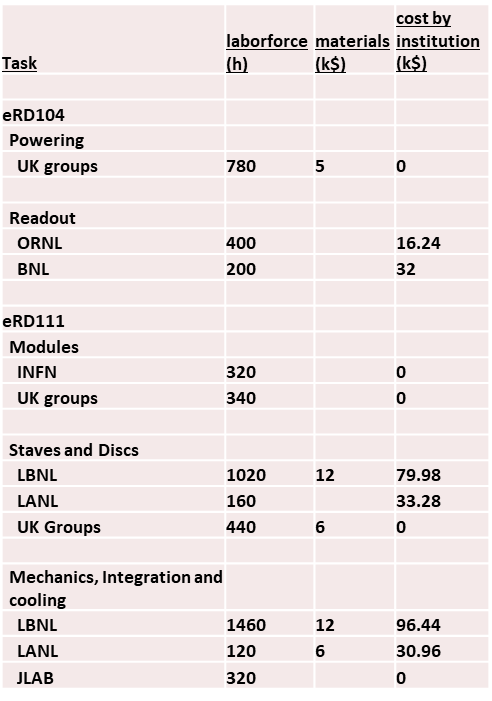 Task laborforce (h) materials (k$) cost by institution (k$)
eRD104
Powering
UK groups 780 5 0
Readout
ORNL 400 16.24
BNL 200 32
eRD111
Modules
INFN 320 0
UK groups 340 0
Staves and Discs
LBNL 1020 12 79.98
LANL 160 33.28
UK Groups 440 6 0
Mechanics, Integration and
cooling
LBNL 1460 12 96.44
LANL 120 6 30.96
JLAB 320 0